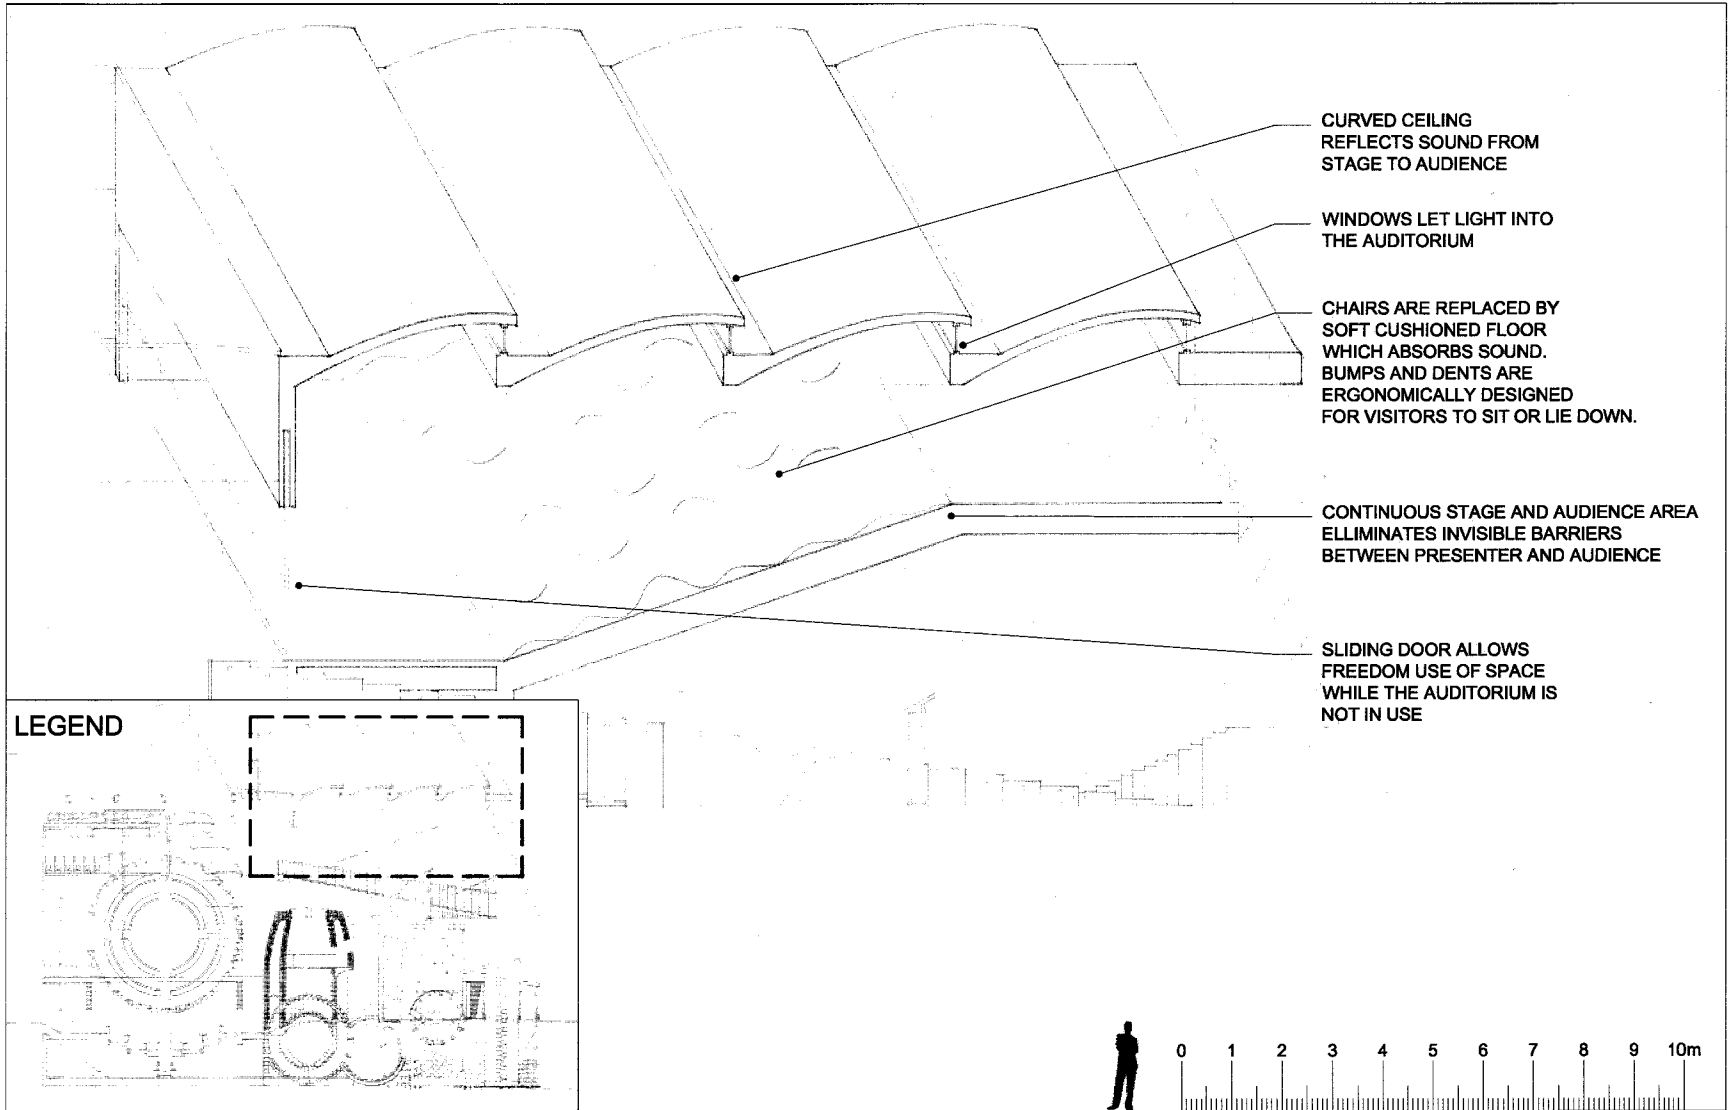 CURVED CEILING
REFLECTS SOUND FROM
STAGE TO AUDIENCE
WINDOWS LET LIGHT INTO
THE AUDITORIUM
CHAIRS ARE REPLACED BY
SOFT CUSHIONED FLOOR
WHICH ABSORBS SOUND.
BUMPS AND DENTS ARE
ERGONOMICALLY DESIGNED
FOR VISITORS TO SIT OR LIE DOWN.
CONTINUOUS STAGE AND AUDIENCE AREA
ELLIMINATES INVISIBLE BARRIERS
BETWEEN PRESENTER AND AUDIENCE
SLIDING DOOR ALLOWS
FREEDOM USE OF SPACE
WHILE THE AUDITORIUM IS
NOT IN USE
LEGEND
0 1 2 3 4 5 6 7 8 9 10m